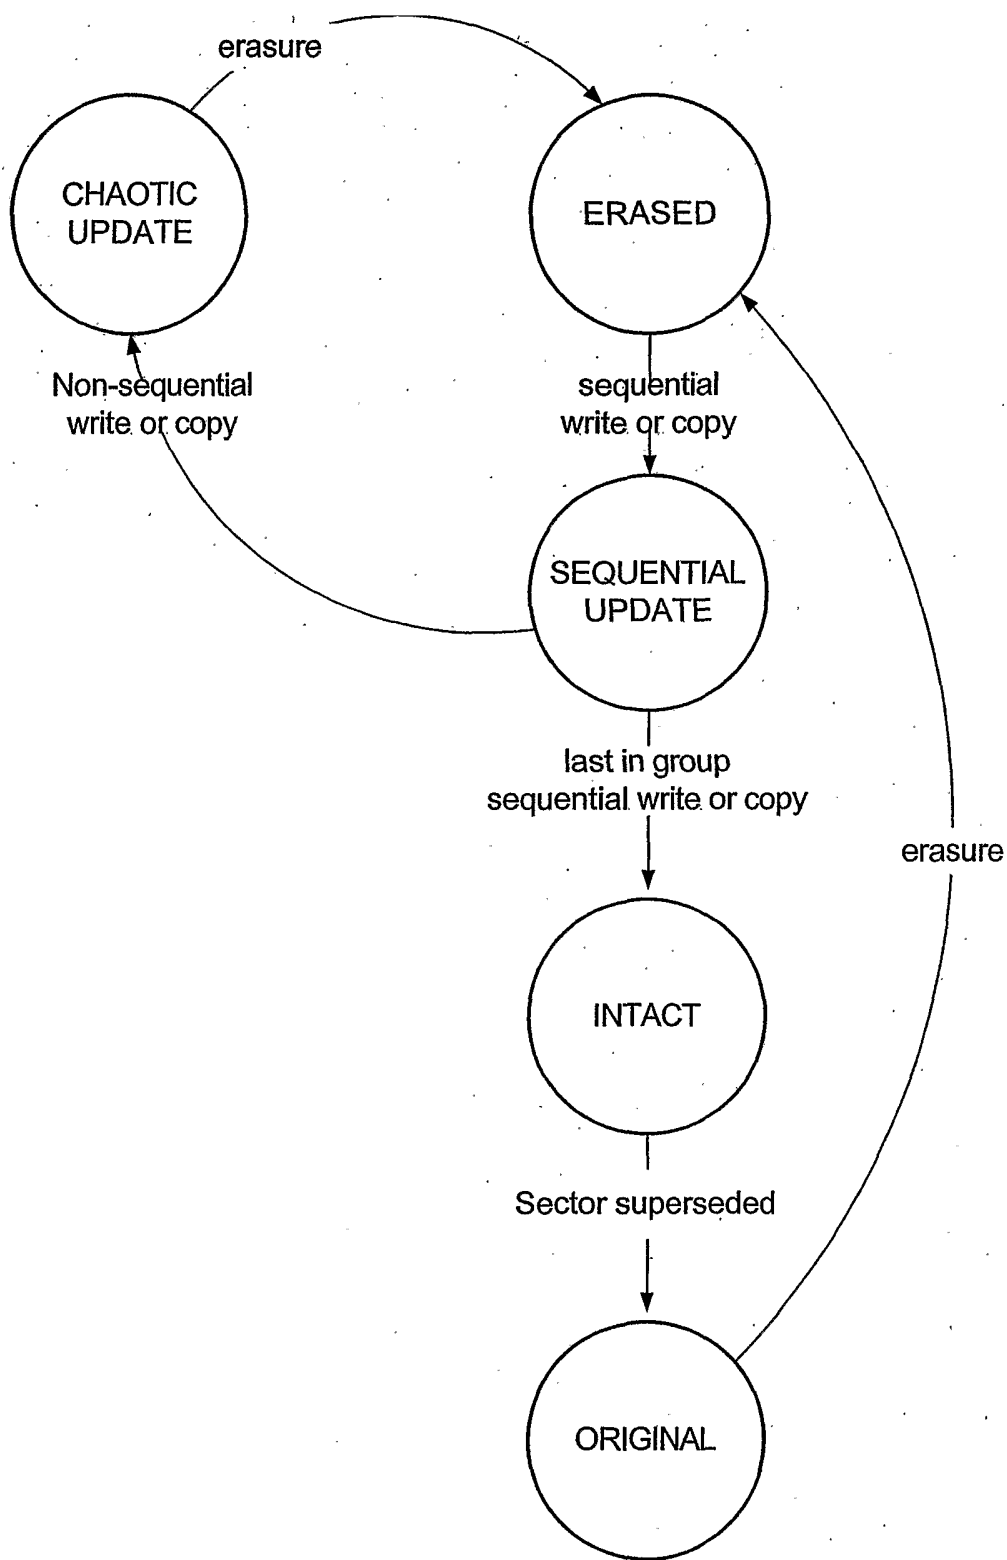 erasure
CHAOTIC
UPDATE
ERASED
Non-sequential
write or copy
sequential
write or copy
SEQUENTIAL
UPDATE
last in group
sequential write or copy
erasure
INTACT
Sector superseded
ORIGINAL